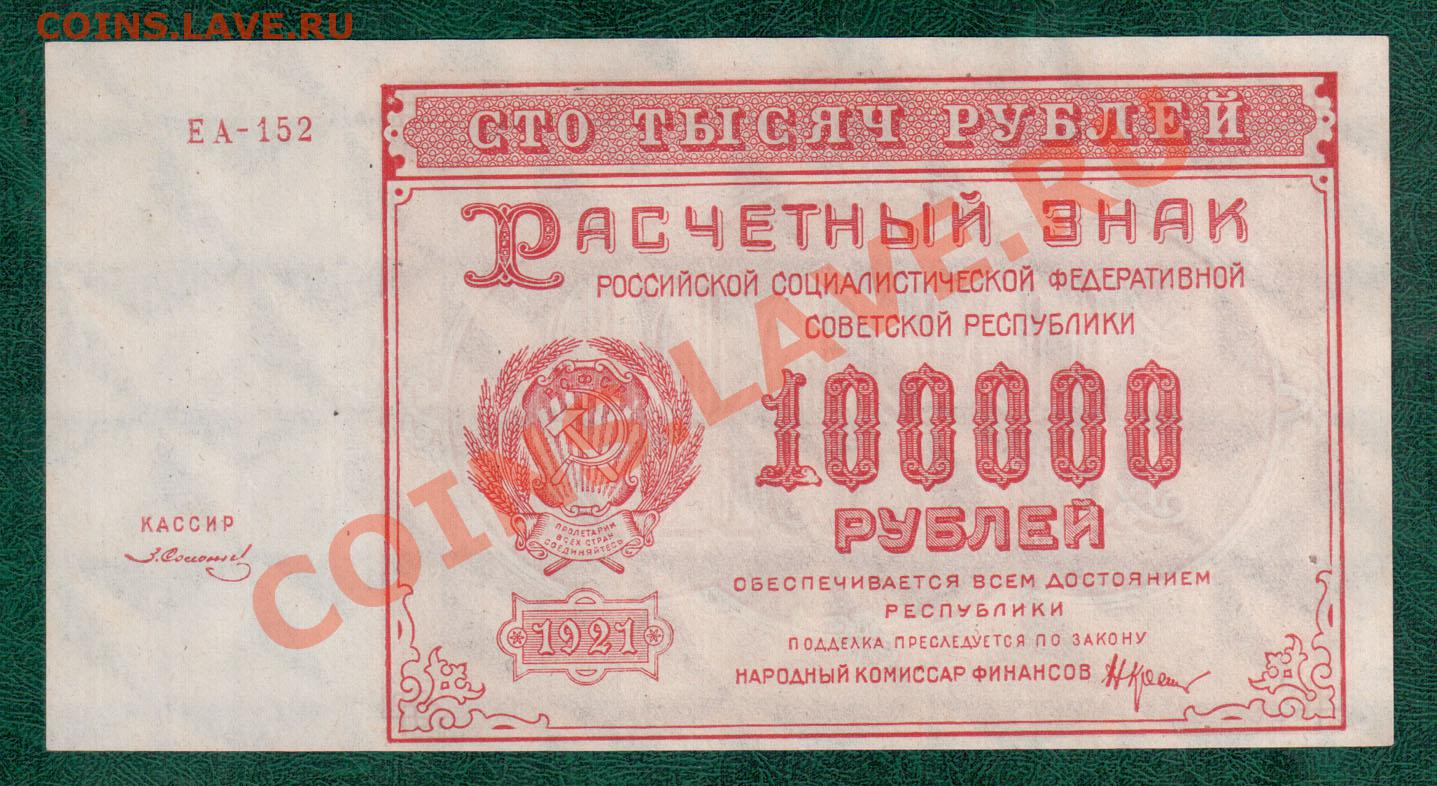 COINS.LAVE.RU
ЕА-152
СТО ТЫСЯЧ РУБЛЕЙ
РАСЧЕТНЫЙ ЗНАК
РОССИЙСКОЙ СОЦИАЛИСТИЧЕСКОЙ ФЕДЕРАТИВНОЙ
СОВЕТСКОЙ РЕСПУБЛИКИ
100000
РУБЛЕЙ
ПРОЛЕТАРИИ
ВСЕХ СТРАН
СОЕДИНЯЙТЕСЬ
КАССИР
ОБЕСПЕЧИВАЕТСЯ ВСЕМ ДОСТОЯНИЕМ
РЕСПУБЛИКИ
1921
ПОДДЕЛКА ПРЕСЛЕДУЕТСЯ ПО ЗАКОНУ
НАРОДНЫЙ КОМИССАР ФИНАНСОВ
COINS.LAVE.RU